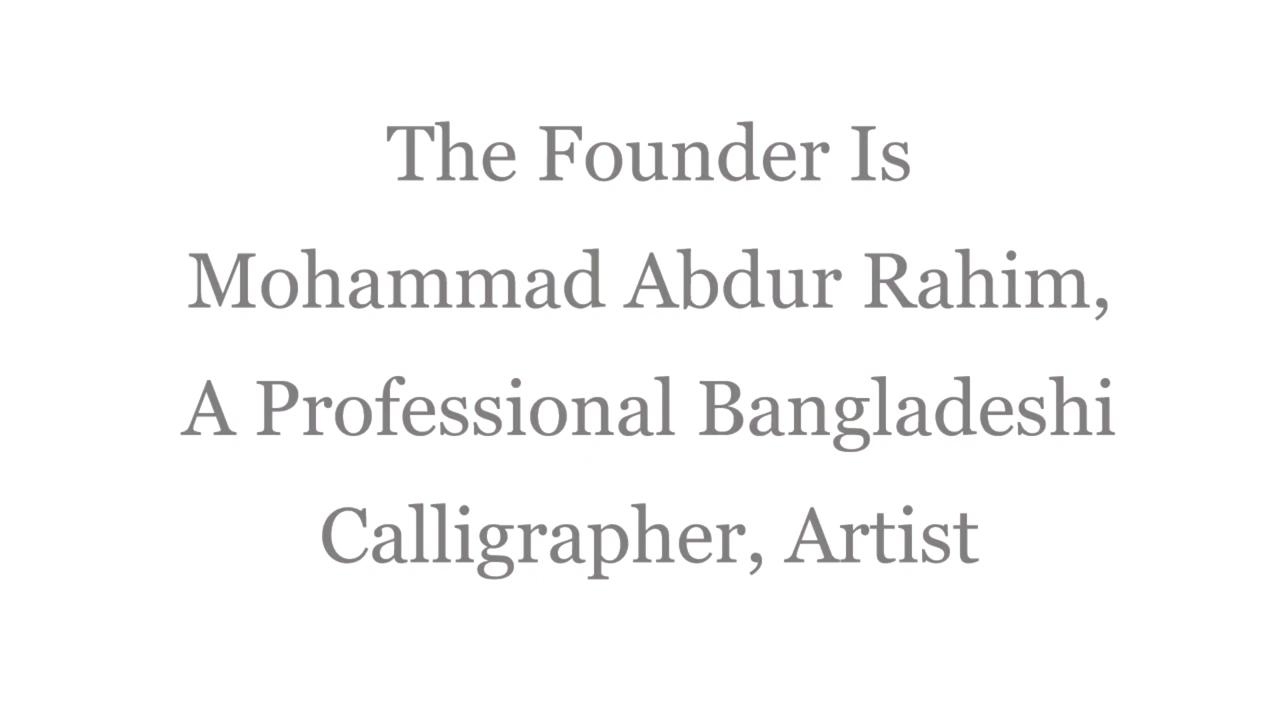 The Founder Is
Mohammad Abdur Rahim,
A Professional Bangladeshi
Calligrapher, Artist